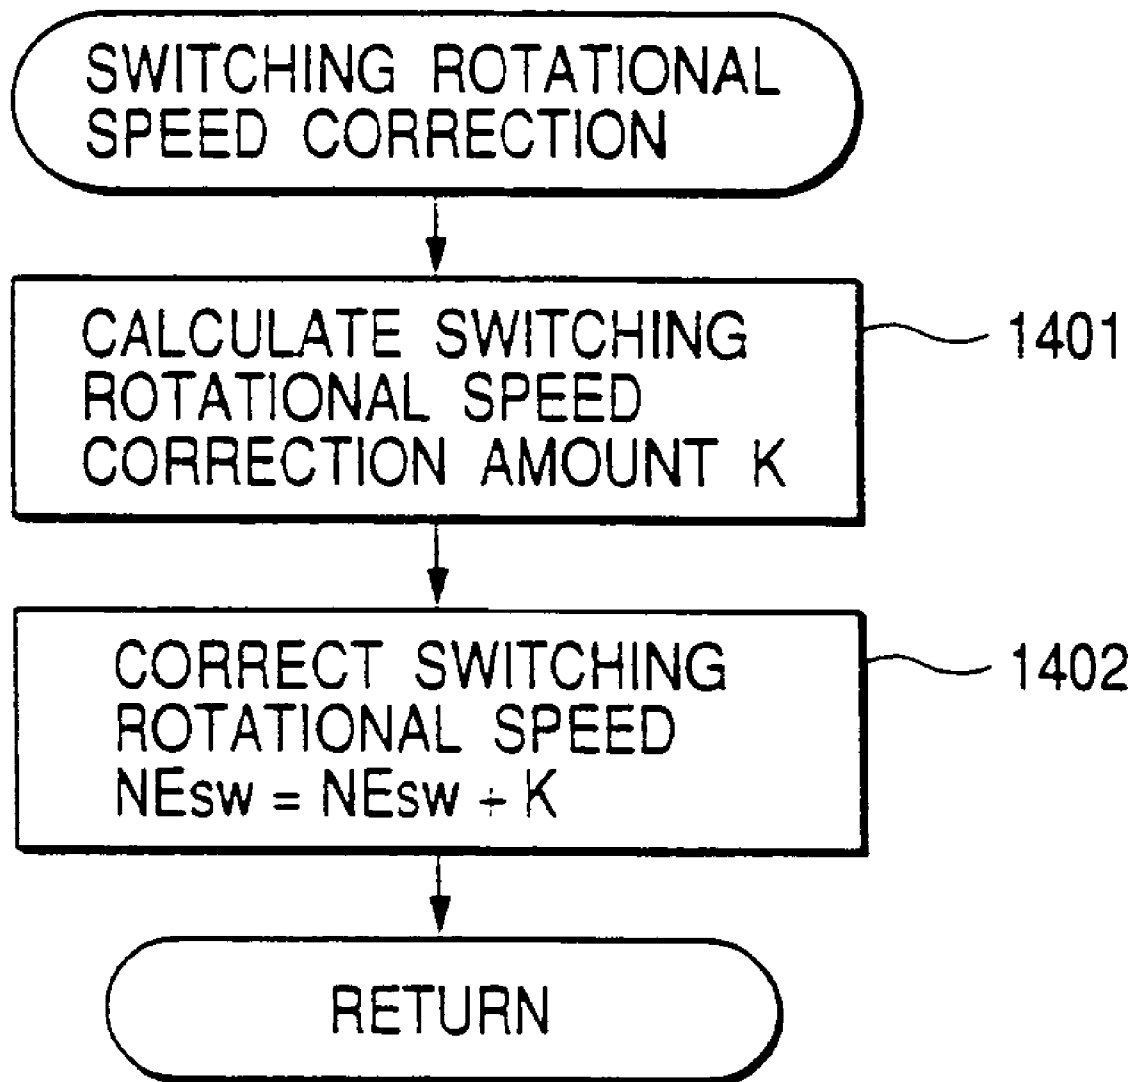 SWITCHING ROTATIONAL
SPEED CORRECTION
CALCULATE SWITCHING
ROTATIONAL SPEED
CORRECTION AMOUNT K
1401
CORRECT SWITCHING
ROTATIONAL SPEED
NEsw = NEsw + K
1402
RETURN